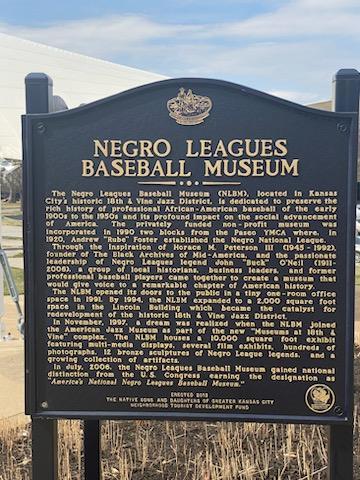 NEGRO LEAGUES
BASEBALL MUSEUM
The Negro Leagues Baseball Museum (NLBM), located in Kansas
City's historic 18th & Vine Jazz District, is dedicated to preserve the
rich history of professional African-American baseball of the early
1900s to the 1950s and its profound impact on the social advancement
of America. The privately funded non-profit museum was
incorporated in 1990 two blocks from the Paseo YMCA where, in
1920, Andrew "Rube" Foster established the Negro National League.
Through the inspiration of Horace M. Peterson III (1945-1992),
founder of The Black Archives of Mid-America, and the passionate
leadership of Negro Leagues legend John "Buck" O'Neil (1911-
2006), a group of local historians, business leaders, and former
professional baseball players came together to create a museum that
would give voice to a remarkable chapter of American history.
The NLBM opened its doors to the public in a tiny one-room office
space in 1991. By 1994, the NLBM expanded to a 2,000 square foot
space in the Lincoln Building which became the catalyst for
redevelopment of the historic 18th & Vine Jazz District.
In November, 1997, a dream was realized when the NLBM joined
the American Jazz Museum as part of the new "Museums at 18th &
Vine" complex. The NLBM houses a 10,000 square foot exhibit
featuring multi-media displays, several film exhibits, hundreds of
photographs, 12 bronze sculptures of Negro League legends, and a
growing collection of artifacts.
In July, 2006, the Negro Leagues Baseball Museum gained national
distinction from the U.S. Congress earning the designation as
"America's National Negro Leagues Baseball Museum."
ERECTED 2013
THE NATIVE SONS AND DAUGHTERS OF GREATER KANSAS CITY
NEIGHBORHOOD TOURIST DEVELOPMENT FUND